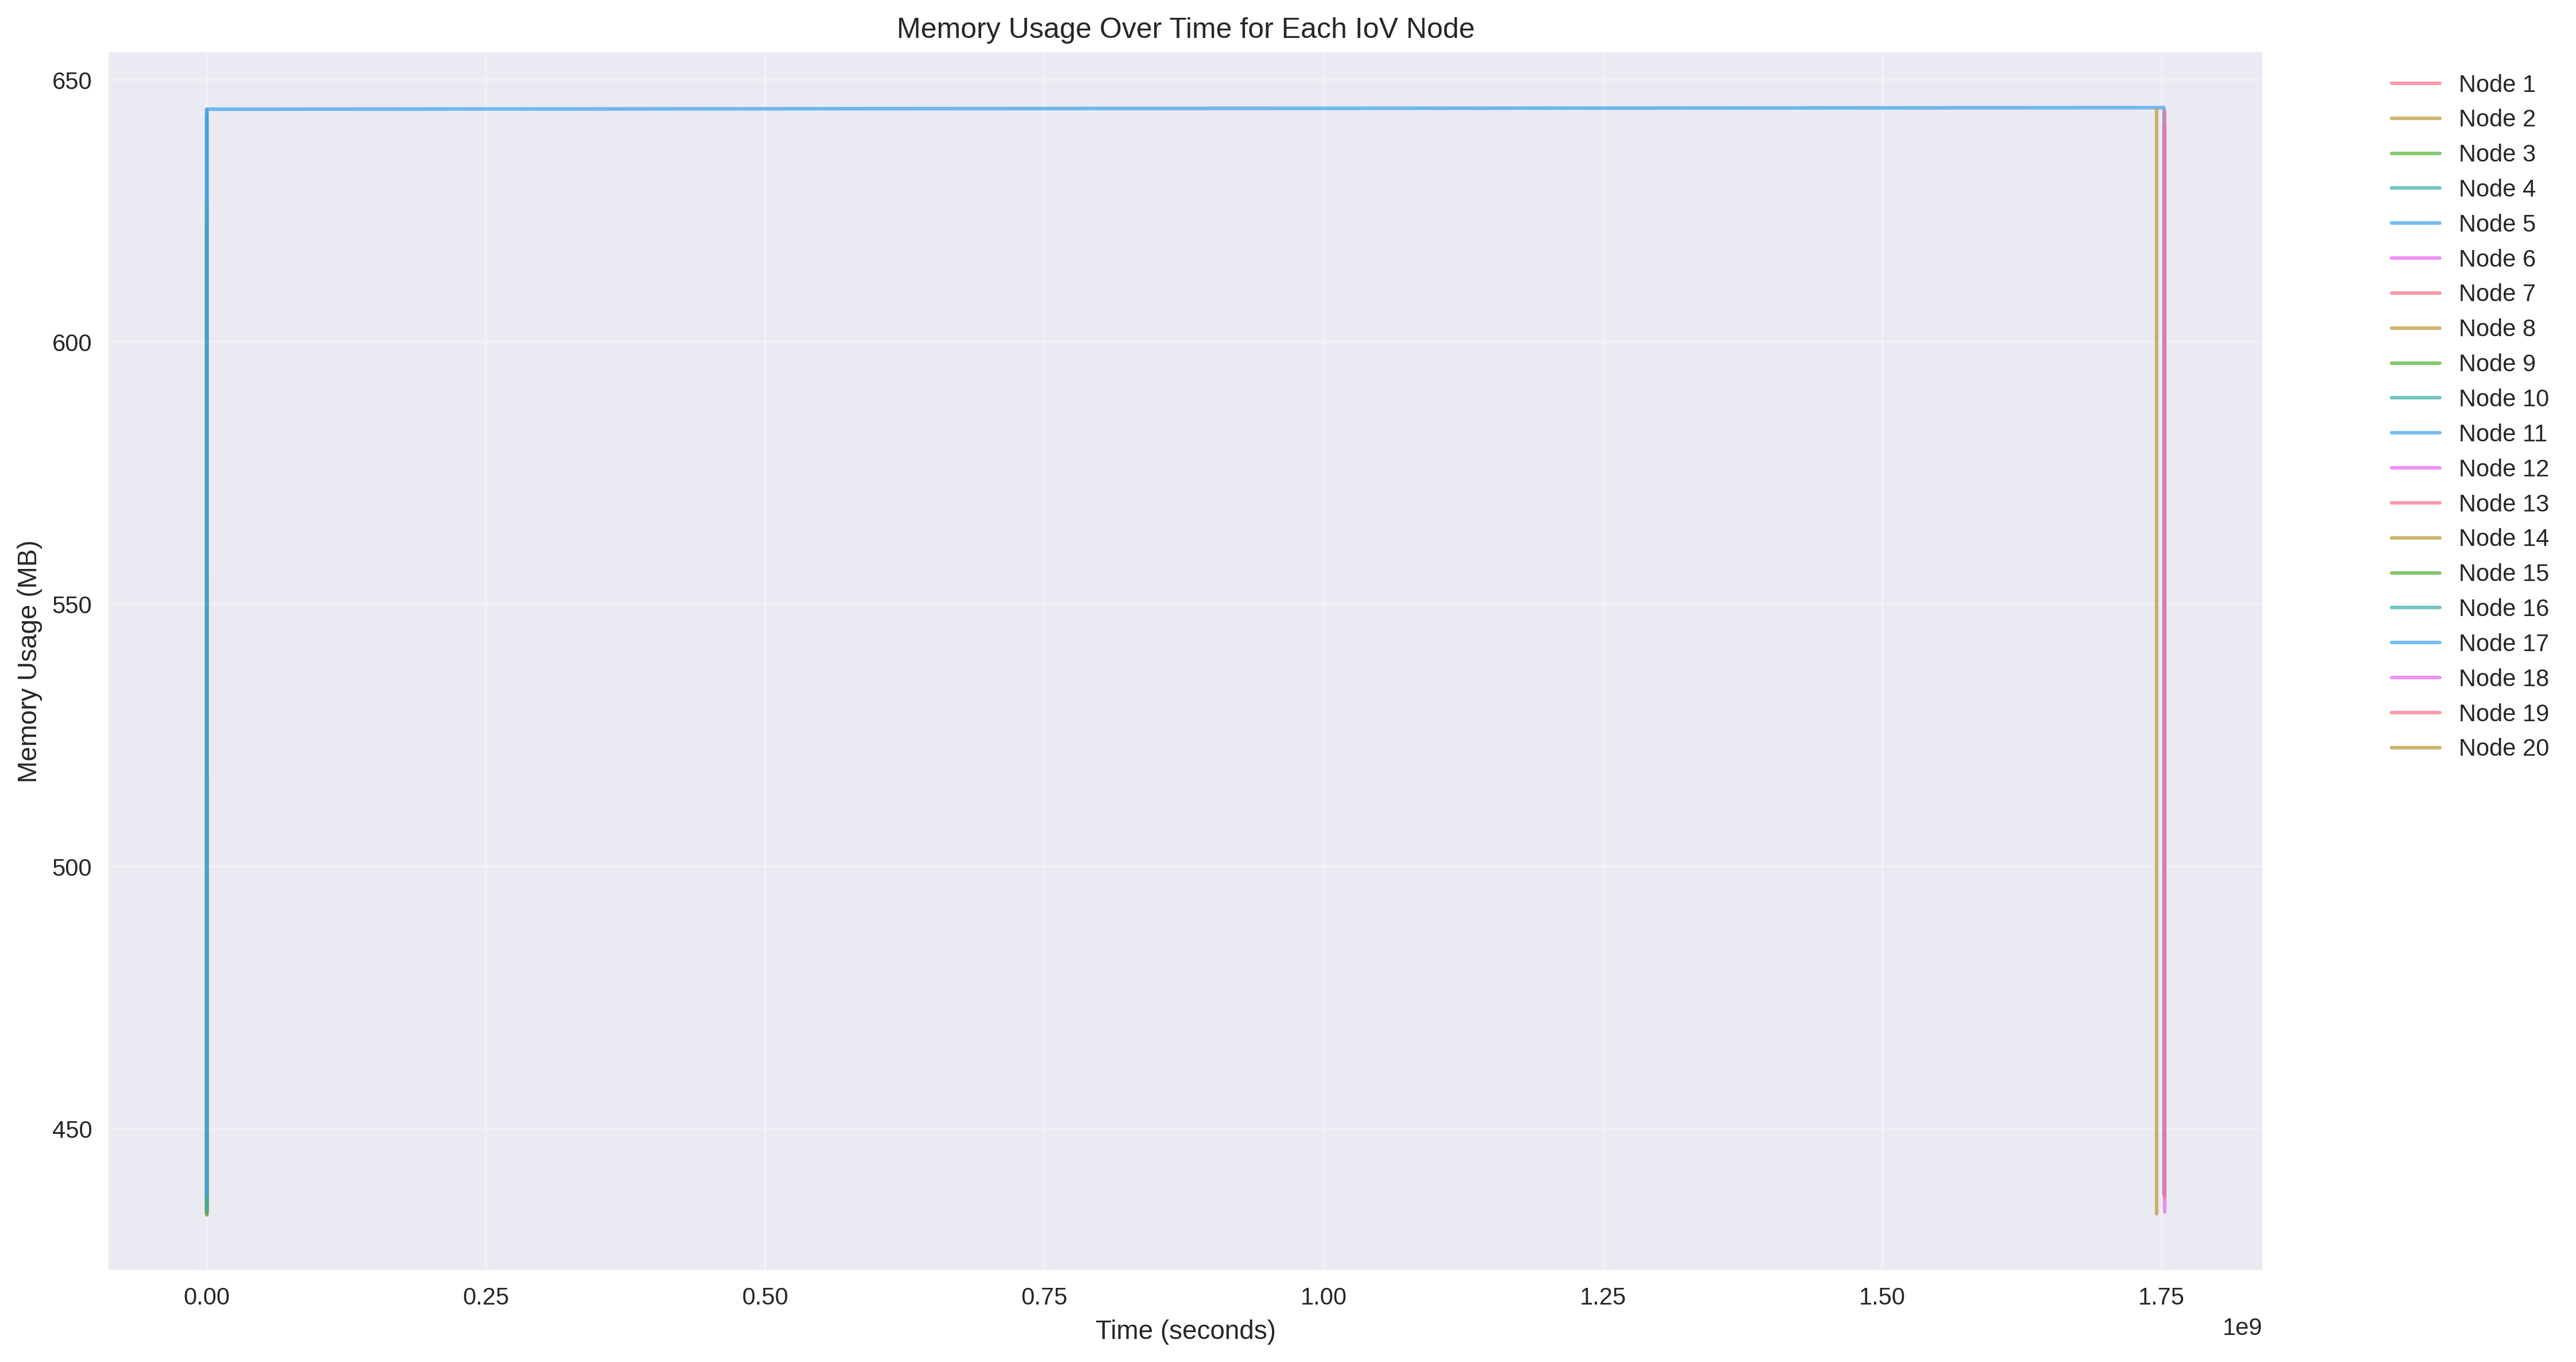 Memory Usage Over Time for Each IoV Node
650
600
550
500
450
Memory Usage (MB)
0.00
0.25
0.50
0.75
1.00
1.25
1.50
1.75
1e9
Time (seconds)
Node 1
Node 2
Node 3
Node 4
Node 5
Node 6
Node 7
Node 8
Node 9
Node 10
Node 11
Node 12
Node 13
Node 14
Node 15
Node 16
Node 17
Node 18
Node 19
Node 20